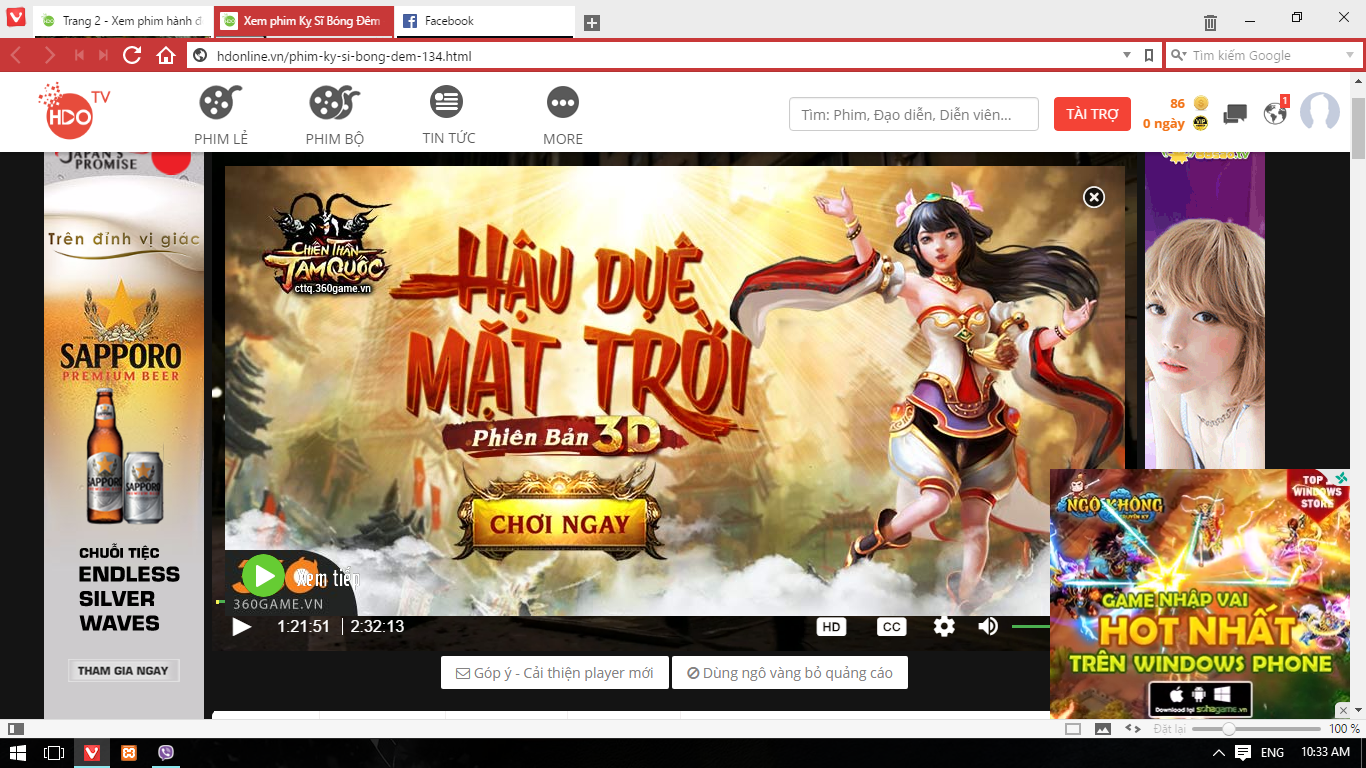 Trang 2 - Xem phim hành đ
Xem phim Kỵ Sĩ Bóng Đêm
Facebook
hdonline.vn/phim-ky-si-bong-dem-134.html
Tìm kiếm Google
HDO TV
PHIM LẺ
PHIM BỘ
TIN TỨC
MORE
Tìm: Phim, Đạo diễn, Diễn viên...
TÀI TRỢ
86
0 ngày
VIP
1
JAPAN'S
PROMISE
Trên đỉnh vị giác
SAPPORO
PREMIUM BEER
SAPPORO
SAPPORO
CHUỖI TIỆC
ENDLESS
SILVER
WAVES
THAM GIA NGAY
CHIẾN THẦN
TAM QUỐC
cttq.360game.vn
HẬU DUỆ
MẶT TRỜI
Phiên Bản 3D
CHƠI NGAY
Xem tiếp
360GAME.VN
1:21:51 | 2:32:13
HD
CC
Góp ý - Cải thiện player mới
Dùng ngô vàng bỏ quảng cáo
NGỘ KHÔNG
TOP
WINDOWS
STORE
GAME NHẬP VAI
HOT NHẤT
TRÊN WINDOWS PHONE
Download tại sohagame.vn
Đặt lại
100 %
ENG
10:33 AM